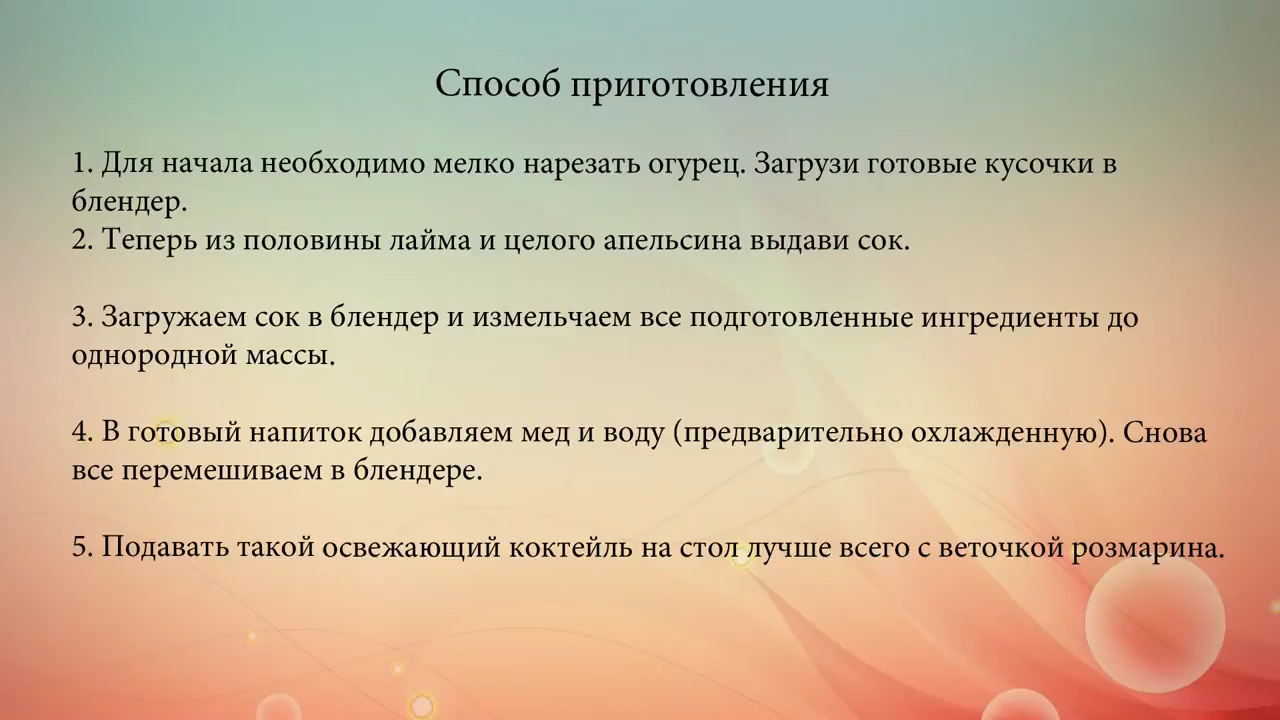 Способ приготовления
1. Для начала необходимо мелко нарезать огурец. Загрузи готовые кусочки в
блендер.
2. Теперь из половины лайма и целого апельсина выдави сок.
3. Загружаем сок в блендер и измельчаем все подготовленные ингредиенты до
однородной массы.
4. В готовый напиток добавляем мед и воду (предварительно охлажденную). Снова
все перемешиваем в блендере.
5. Подавать такой освежающий коктейль на стол лучше всего с веточкой розмарина.